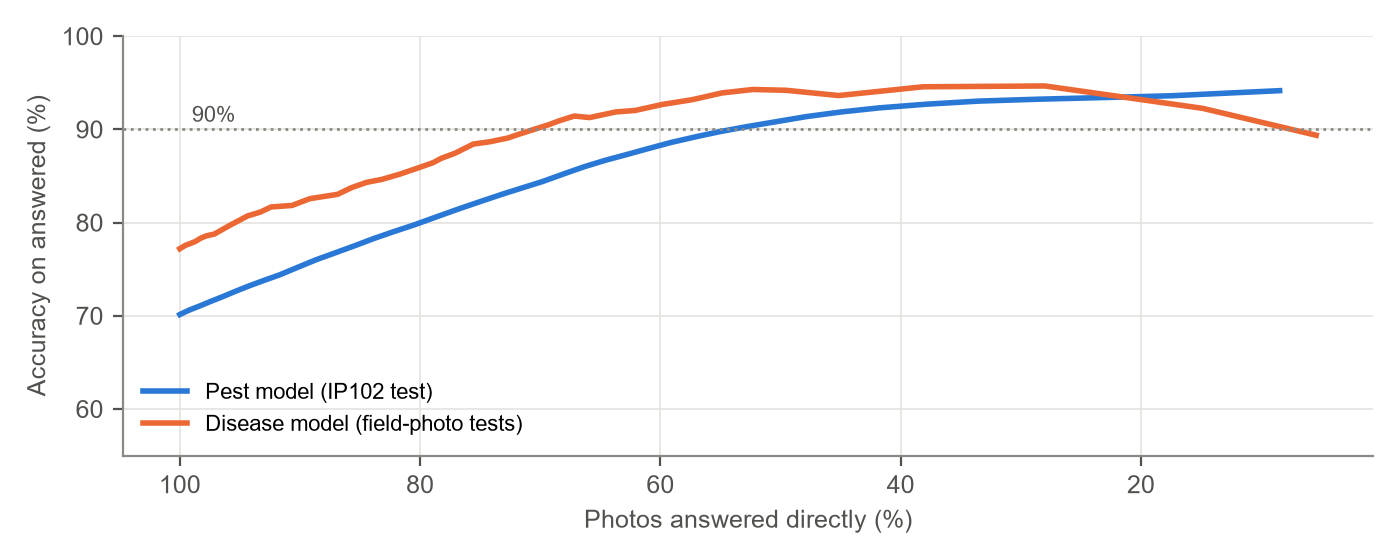 100
90
80
70
60
Accuracy on answered (%)
90%
Pest model (IP102 test)
Disease model (field-photo tests)
100 80 60 40 20
Photos answered directly (%)